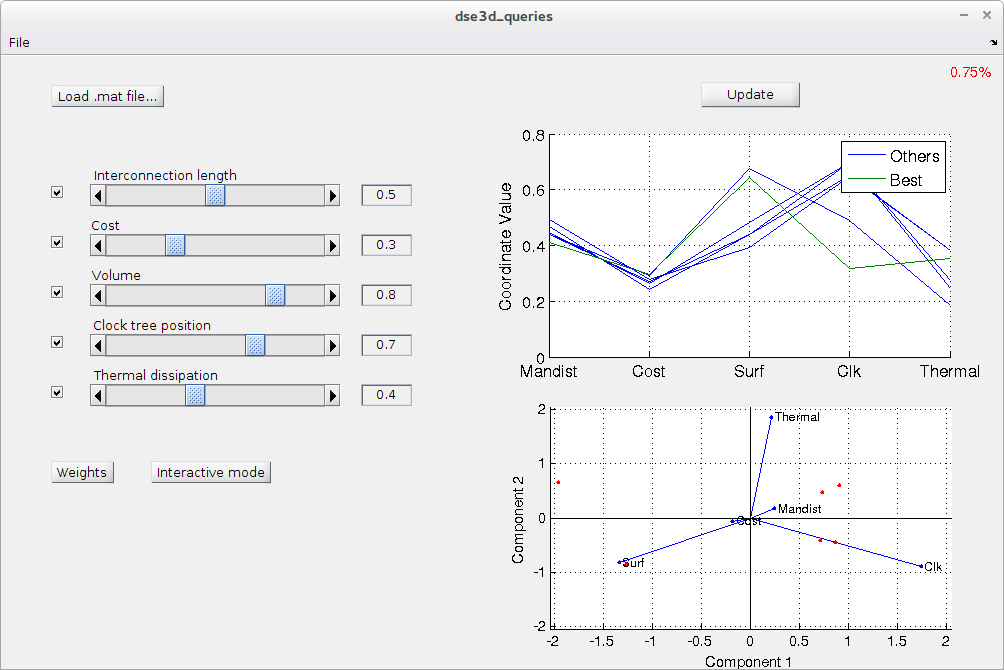 dse3d_queries
File
0.75%
Load .mat file...
Update
Interconnection length
0.5
Cost
0.3
Volume
0.8
Clock tree position
0.7
Thermal dissipation
0.4
Weights
Interactive mode
Coordinate Value
0.8
0.6
0.4
0.2
0
Mandist Cost Surf Clk Thermal
Others
Best
Component 2
2
1
0
-1
-2
Thermal
Mandist
Cost
Surf
Clk
-2 -1.5 -1 -0.5 0 0.5 1 1.5 2
Component 1